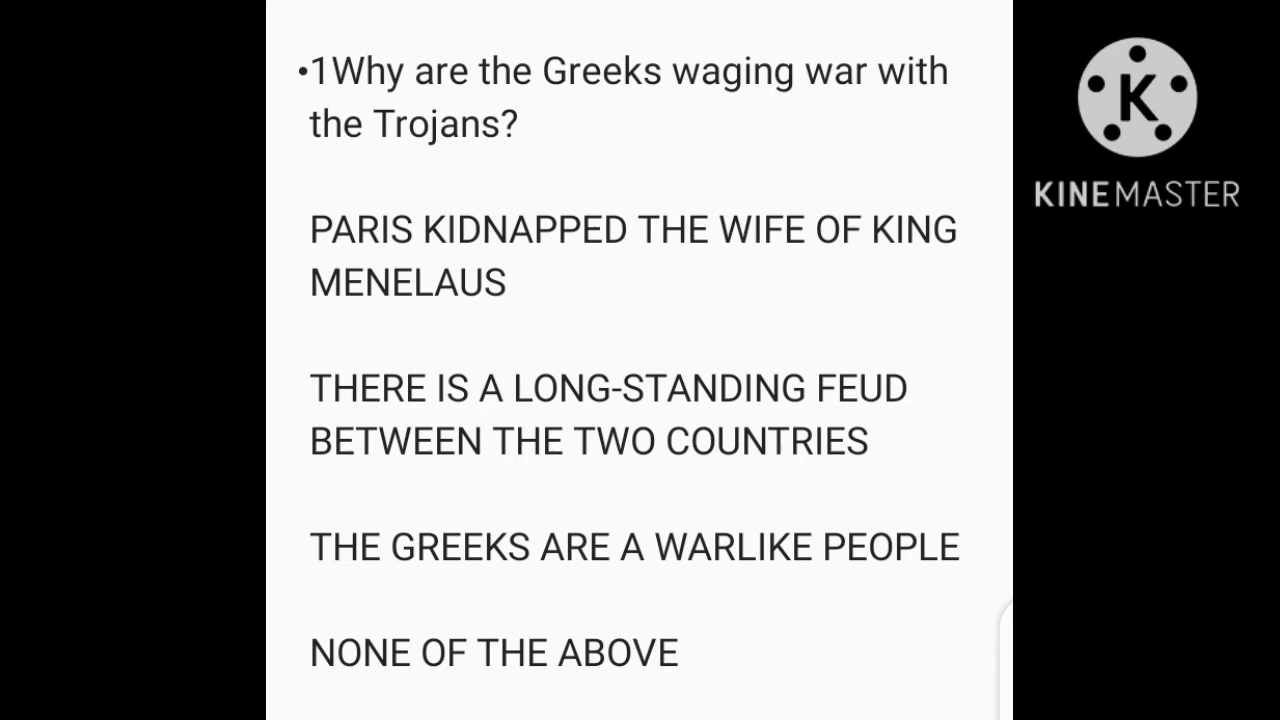 •1Why are the Greeks waging war with
the Trojans?
PARIS KIDNAPPED THE WIFE OF KING
MENELAUS
THERE IS A LONG-STANDING FEUD
BETWEEN THE TWO COUNTRIES
THE GREEKS ARE A WARLIKE PEOPLE
NONE OF THE ABOVE
K
KINEMASTER